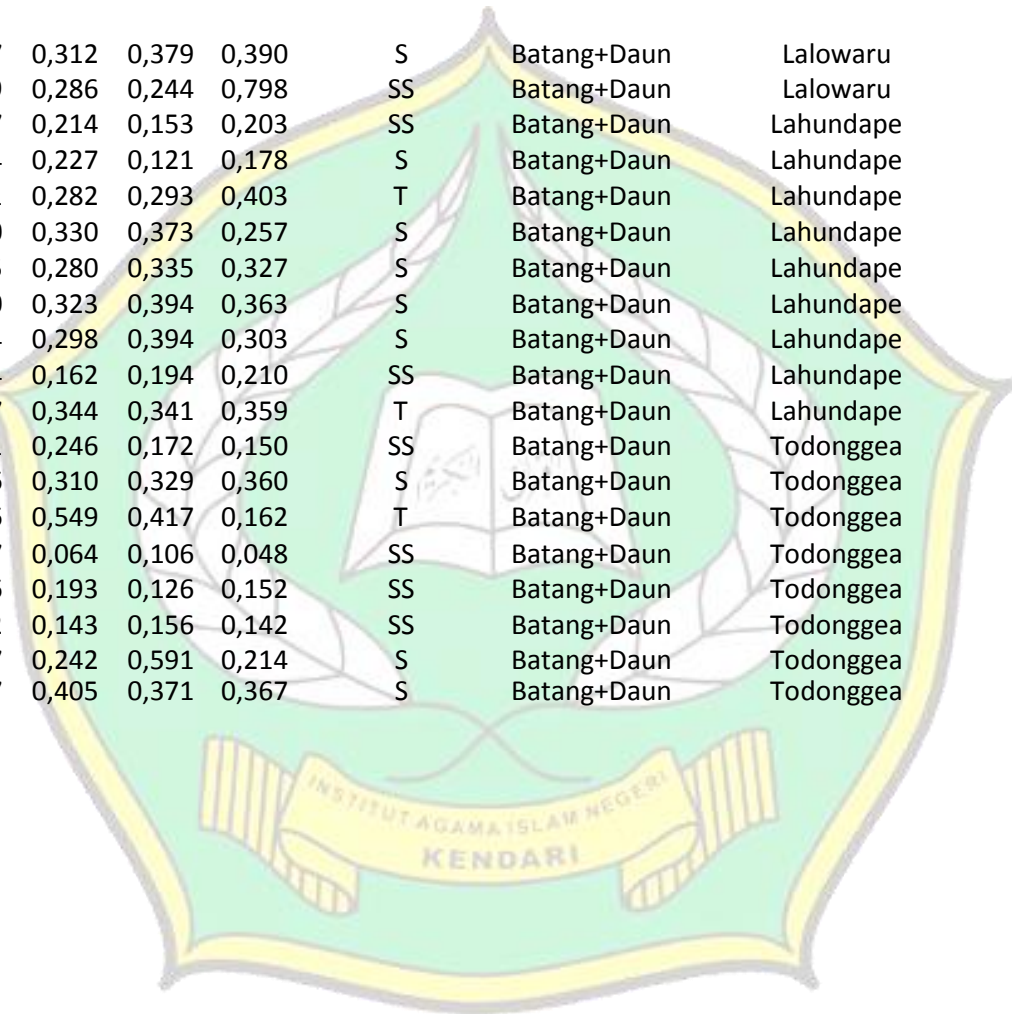 0,312 0,379 0,390 S Batang+Daun Lalowaru
0,286 0,244 0,798 SS Batang+Daun Lalowaru
0,214 0,153 0,203 SS Batang+Daun Lahundape
0,227 0,121 0,178 S Batang+Daun Lahundape
0,282 0,293 0,403 T Batang+Daun Lahundape
0,330 0,373 0,257 S Batang+Daun Lahundape
0,280 0,335 0,327 S Batang+Daun Lahundape
0,323 0,394 0,363 S Batang+Daun Lahundape
0,298 0,394 0,303 S Batang+Daun Lahundape
0,162 0,194 0,210 SS Batang+Daun Lahundape
0,344 0,341 0,359 T Batang+Daun Lahundape
0,246 0,172 0,150 SS Batang+Daun Todonggea
0,310 0,329 0,360 S Batang+Daun Todonggea
0,549 0,417 0,162 T Batang+Daun Todonggea
0,064 0,106 0,048 SS Batang+Daun Todonggea
0,193 0,126 0,152 SS Batang+Daun Todonggea
0,143 0,156 0,142 SS Batang+Daun Todonggea
0,242 0,591 0,214 S Batang+Daun Todonggea
0,405 0,371 0,367 S Batang+Daun Todonggea
INSTITUT AGAMA ISLAM NEGERI
KENDARI